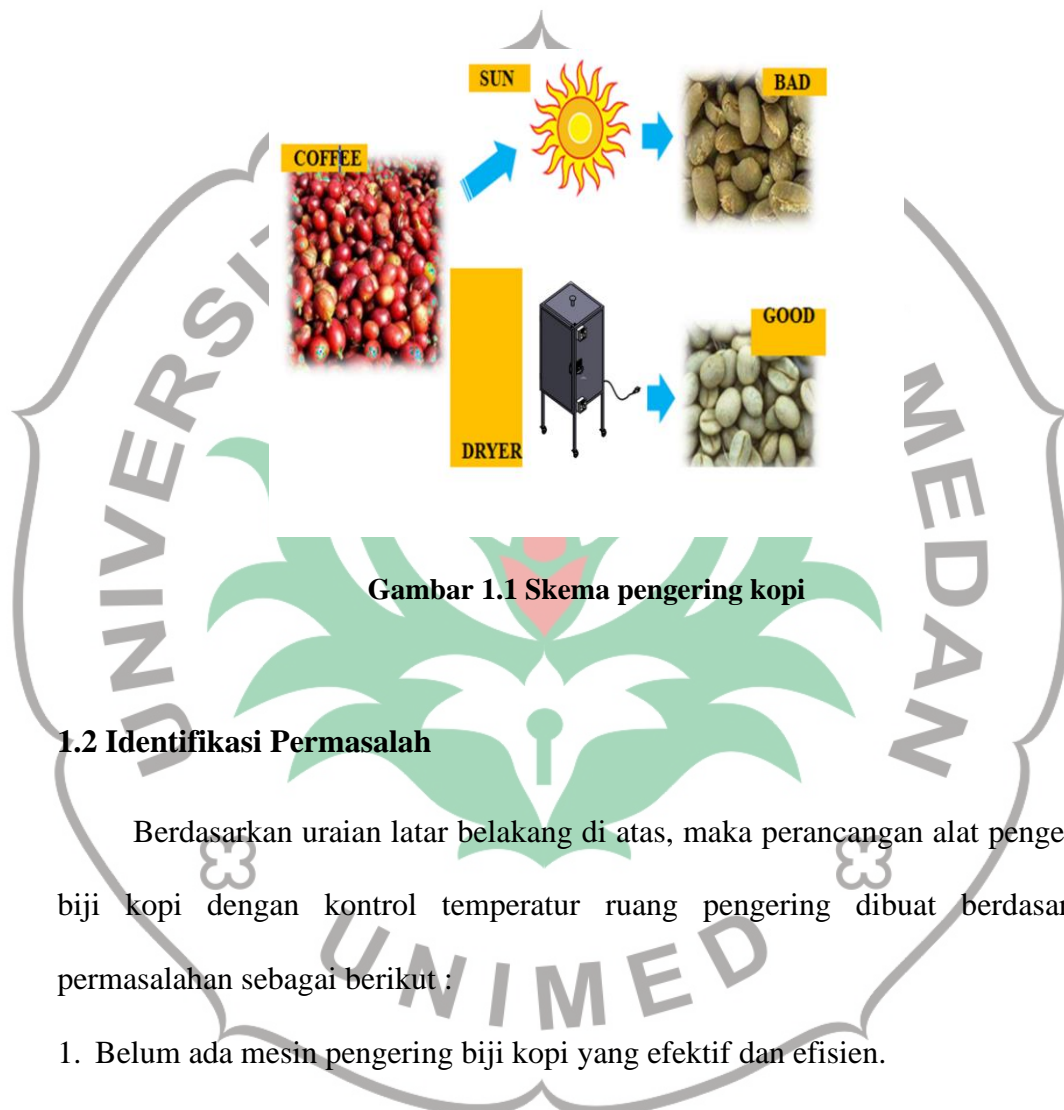 SUN
BAD
COFFEE
GOOD
DRYER
Gambar 1.1 Skema pengering kopi
1.2 Identifikasi Permasalah
Berdasarkan uraian latar belakang di atas, maka perancangan alat penge
biji kopi dengan kontrol temperatur ruang pengering dibuat berdasar
permasalahan sebagai berikut :
1. Belum ada mesin pengering biji kopi yang efektif dan efisien.
MEDAN
UNIMED